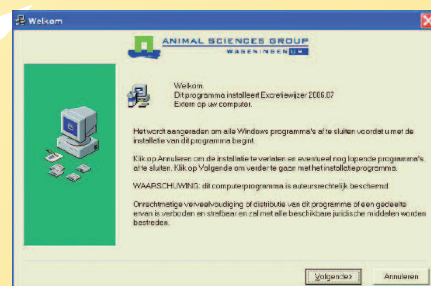 Welkom
ANIMAL SCIENCES GROUP
WAGENINGEN UR
Welkom
Dit programma installeert Excretiewijzer 2006.07
Extern op uw computer.
Het wordt aangeraden om alle Windows programma's af te sluiten voordat u met de
installatie van dit programma begint.
Klik op Annuleren om de installatie te verlaten en eventueel nog lopende programma's
af te sluiten. Klik op Volgende om verder te gaan met het installatieprogramma.
WAARSCHUWING: dit computerprogramma is auteursrechtelijk beschermd.
Onrechtmatige verveelvoudiging of distributie van dit programma of een gedeelte
ervan is verboden en strafbaar en zal met alle beschikbare juridische middelen worden
bestreden.
Volgende>
Annuleren